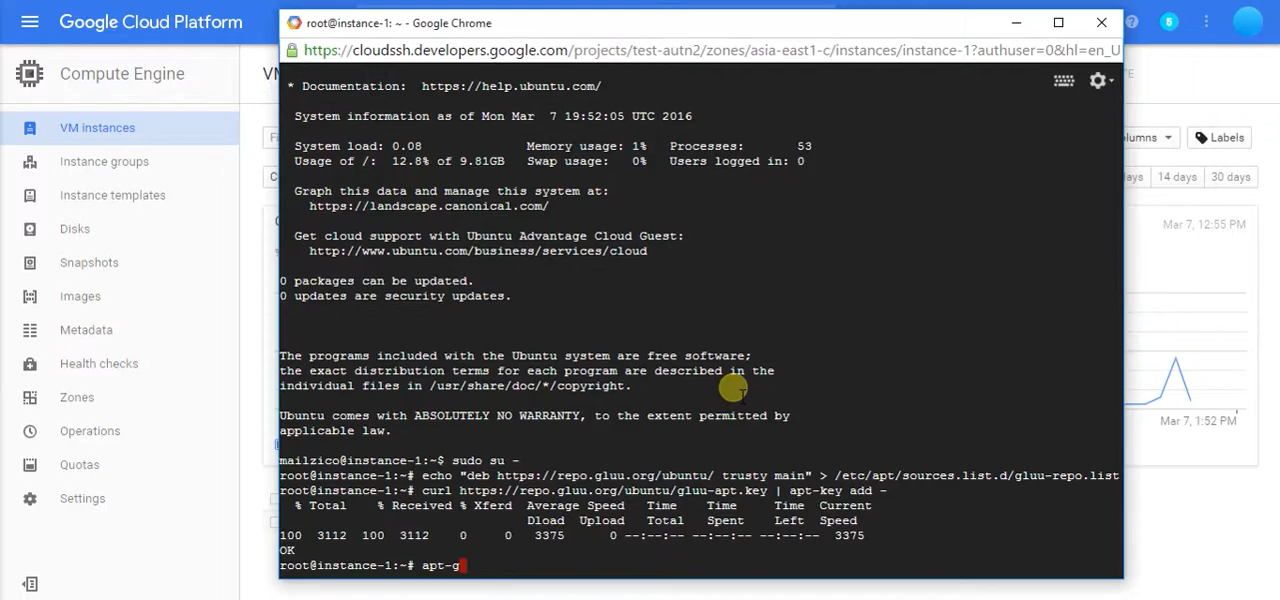 Google Cloud Platform
5
Compute Engine
VM instances
Instance groups
Instance templates
Disks
Snapshots
Images
Metadata
Health checks
Zones
Operations
Quotas
Settings
Labels
14 days
30 days
Mar 7, 12:55 PM
Mar 7, 1:52 PM
root@instance-1: ~ - Google Chrome
https://cloudssh.developers.google.com/projects/test-autn2/zones/asia-east1-c/instances/instance-1?authuser=0&hl=en_U
* Documentation:  https://help.ubuntu.com/
System information as of Mon Mar  7 19:52:05 UTC 2016
System load: 0.08 Memory usage: 1% Processes: 53
Usage of /: 12.8% of 9.81GB Swap usage: 0% Users logged in: 0
Graph this data and manage this system at:
https://landscape.canonical.com/
Get cloud support with Ubuntu Advantage Cloud Guest:
http://www.ubuntu.com/business/services/cloud
0 packages can be updated.
0 updates are security updates.
The programs included with the Ubuntu system are free software;
the exact distribution terms for each program are described in the
individual files in /usr/share/doc/*/copyright.
Ubuntu comes with ABSOLUTELY NO WARRANTY, to the extent permitted by
applicable law.
mailzico@instance-1:~$ sudo su -
root@instance-1:~# echo "deb https://repo.gluu.org/ubuntu/ trusty main" > /etc/apt/sources.list.d/gluu-repo.list
root@instance-1:~# curl https://repo.gluu.org/ubuntu/gluu-apt.key | apt-key add -
% Total % Received % Xferd Average Speed Time Time Time Current
Dload Upload Total Spent Left Speed
100 3112 100 3112 0 0 3375 0 --:--:-- --:--:-- --:--:-- 3375
OK
root@instance-1:~# apt-g